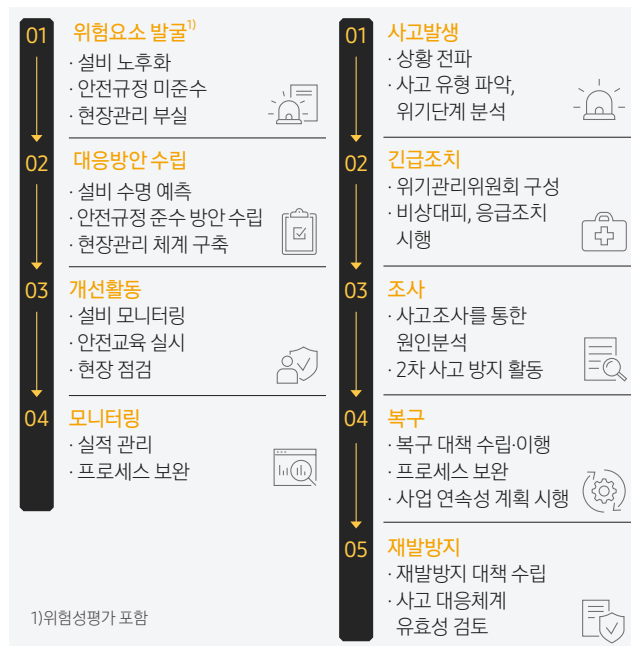 01
위험요소 발굴1)
· 설비 노후화
· 안전규정 미준수
· 현장관리 부실
02
대응방안 수립
· 설비 수명 예측
· 안전규정 준수 방안 수립
· 현장관리 체계 구축
03
개선활동
· 설비 모니터링
· 안전교육 실시
· 현장 점검
04
모니터링
· 실적 관리
· 프로세스 보완
1)위험성평가 포함
01
사고발생
· 상황 전파
· 사고 유형 파악,
위기단계 분석
02
긴급조치
· 위기관리위원회 구성
· 비상대피, 응급조치
시행
03
조사
· 사고조사를 통한
원인분석
· 2차 사고 방지 활동
04
복구
· 복구 대책 수립·이행
· 프로세스 보완
· 사업 연속성 계획 시행
05
재발방지
· 재발방지 대책 수립
· 사고 대응체계
유효성 검토